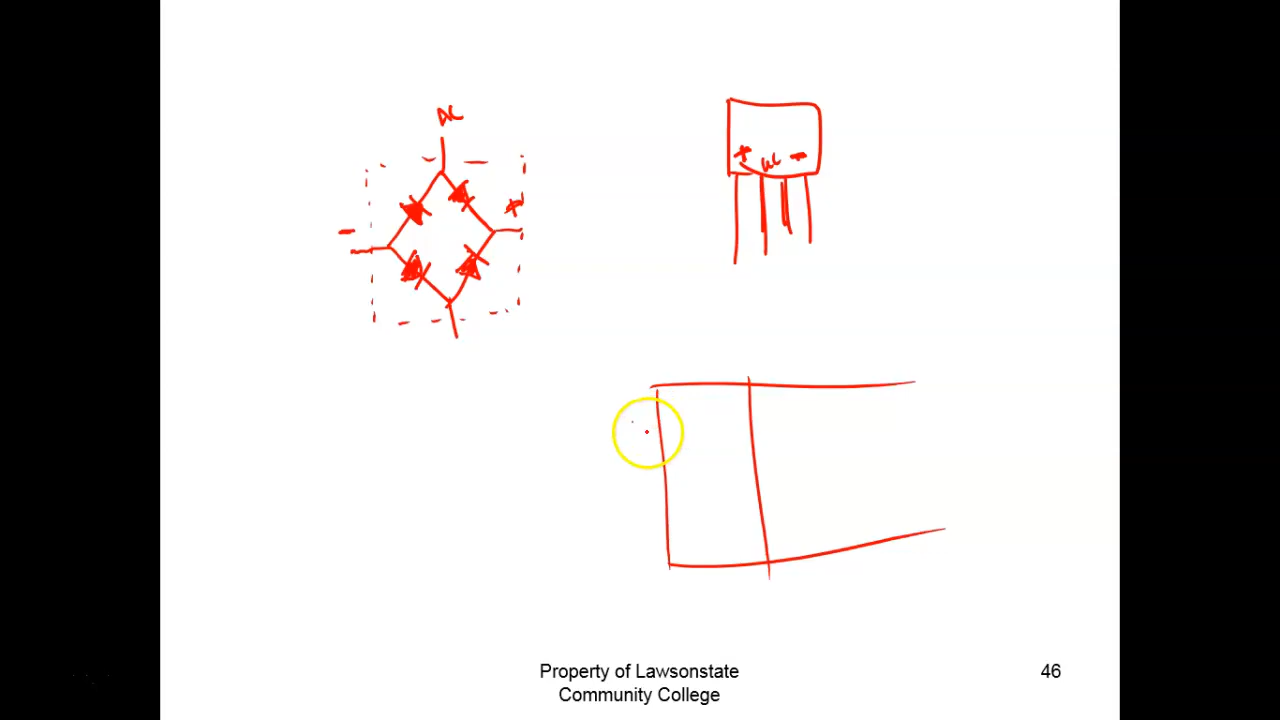 AC
+
-
+ AC -
Property of Lawsonstate
Community College
46